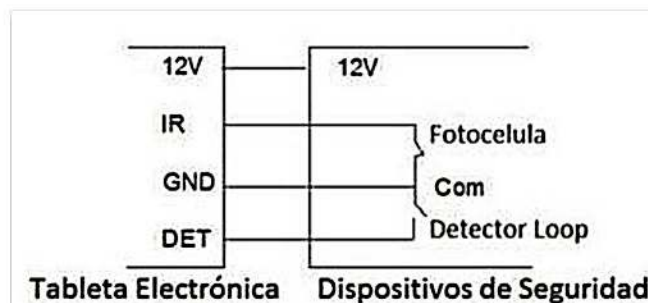 12V 12V
IR Fotocelula
GND Com
DET Detector Loop
Tableta Electrónica Dispositivos de Seguridad